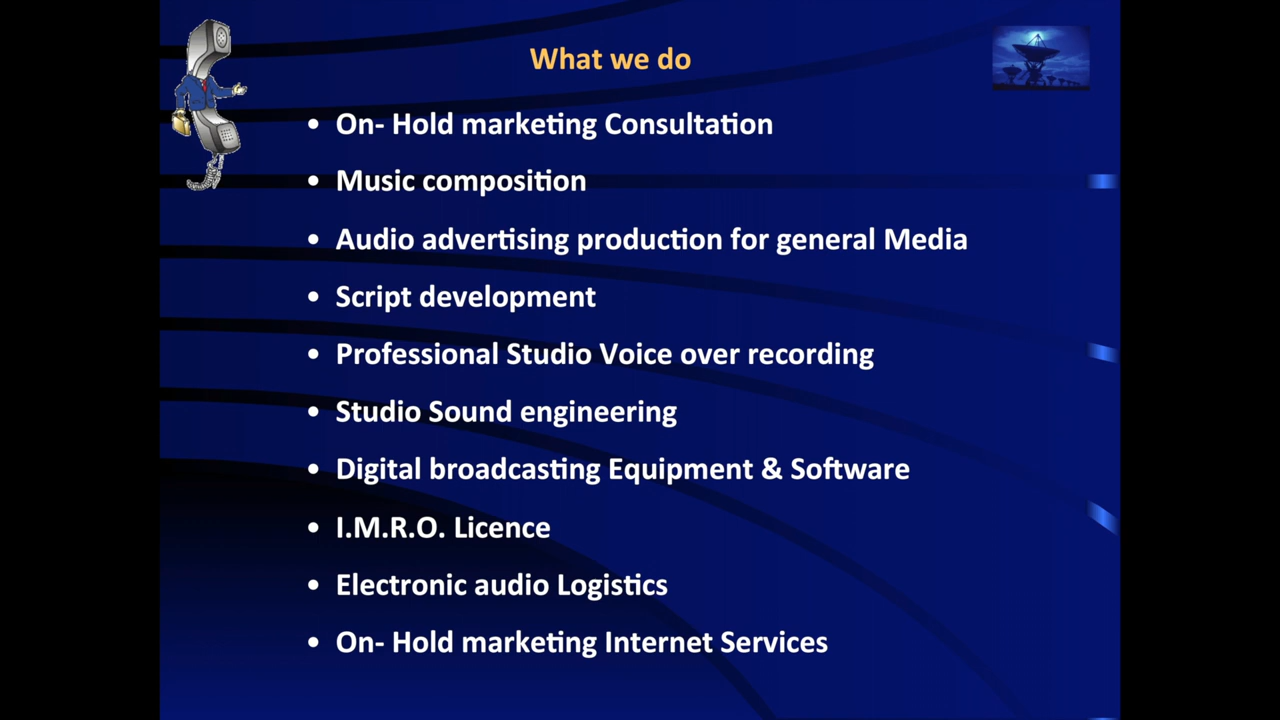 What we do
• On- Hold marketing Consultation
• Music composition
• Audio advertising production for general Media
• Script development
• Professional Studio Voice over recording
• Studio Sound engineering
• Digital broadcasting Equipment & Software
• I.M.R.O. Licence
• Electronic audio Logistics
• On- Hold marketing Internet Services